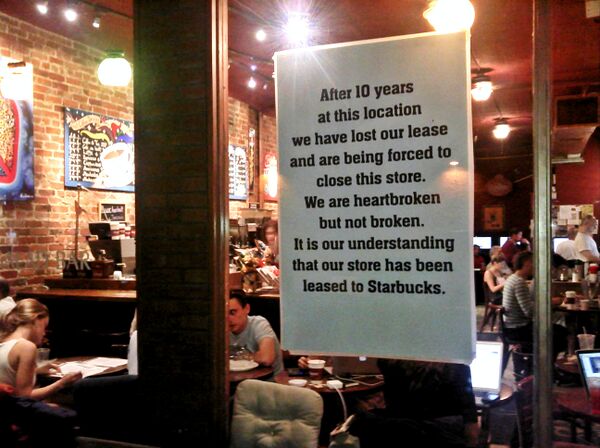 After 10 years
at this location
we have lost our lease
and are being forced to
close this store.
We are heartbroken
but not broken.
It is our understanding
that our store has been
leased to Starbucks.
BAR